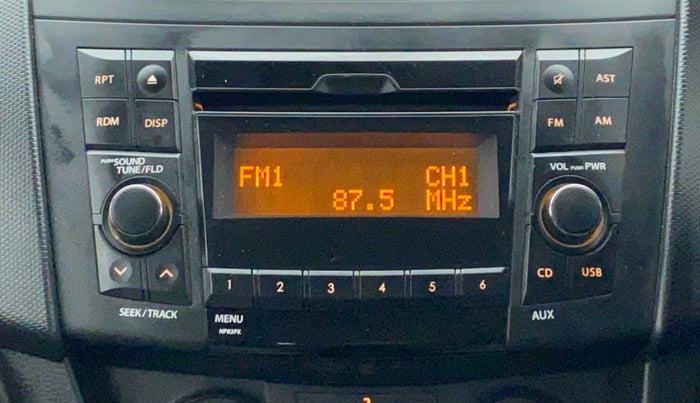 RPT
AST
RDM
DISP
FM
AM
PUSH SOUND
TUNE/FLD
VOL PUSH PWR
FM1 CH1
87.5 MHz
CD
USB
1 2 3 4 5 6
SEEK/TRACK
MENU
AUX